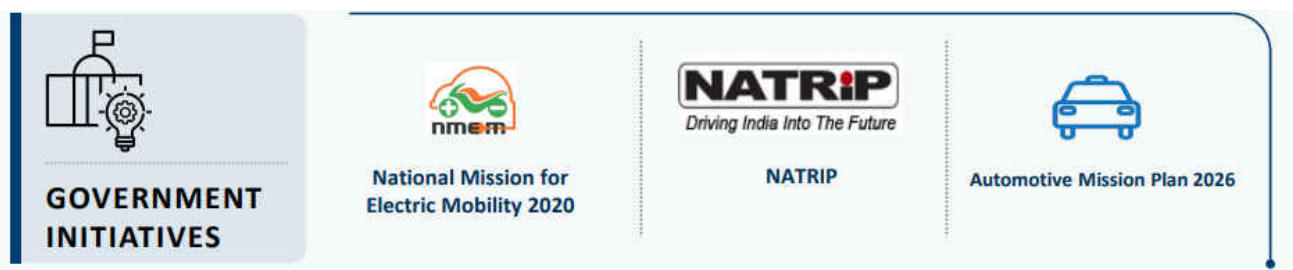 GOVERNMENT
INITIATIVES
nmem
National Mission for
Electric Mobility 2020
NATRiP
Driving India Into The Future
NATRIP
Automotive Mission Plan 2026